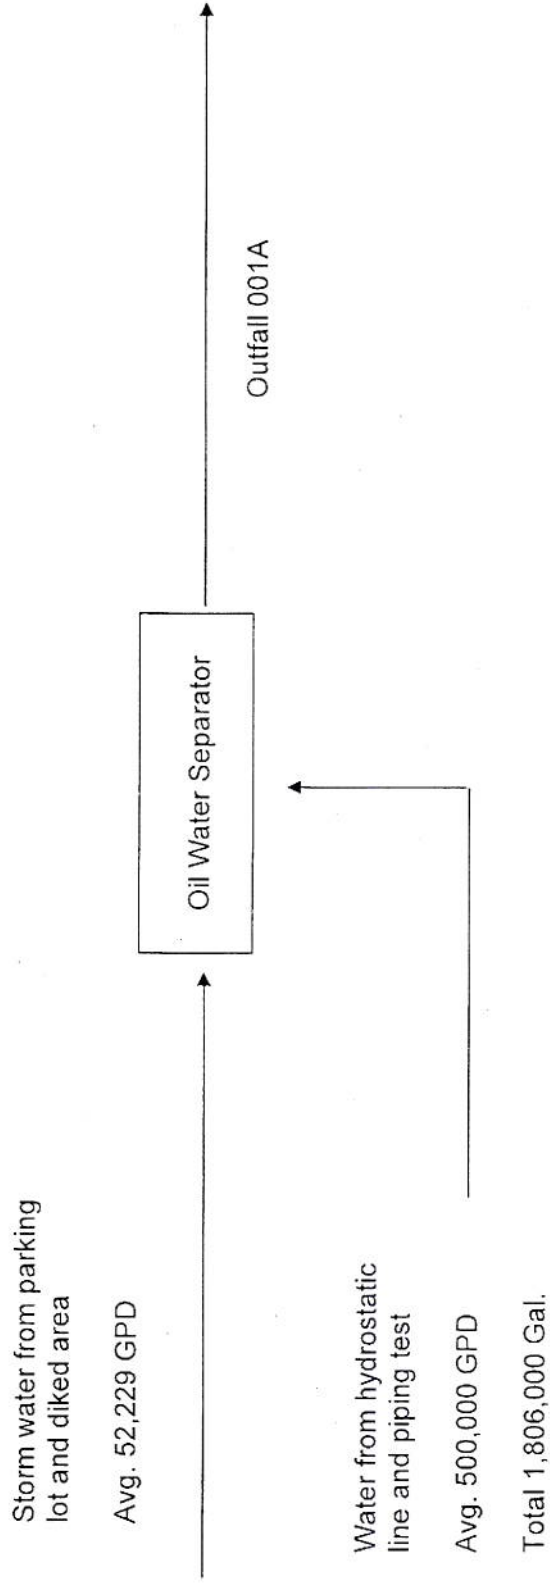 Storm water from parking
lot and diked area
Avg. 52,229 GPD
Oil Water Separator
Outfall 001A
Water from hydrostatic
line and piping test
Avg. 500,000 GPD
Total 1,806,000 Gal.